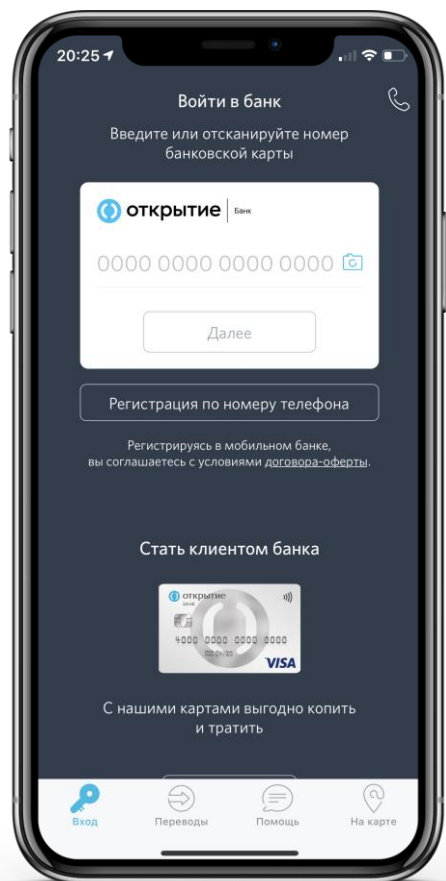 20:25
Войти в банк
Введите или отсканируйте номер
банковской карты
открытие Банк
0000 0000 0000 0000
Далее
Регистрация по номеру телефона
Регистрируясь в мобильном банке,
вы соглашаетесь с условиями договора-оферты.
Стать клиентом банка
открытие
банк
4000 0000 0000 0000
VISA
С нашими картами выгодно копить
и тратить
Вход Переводы Помощь На карте